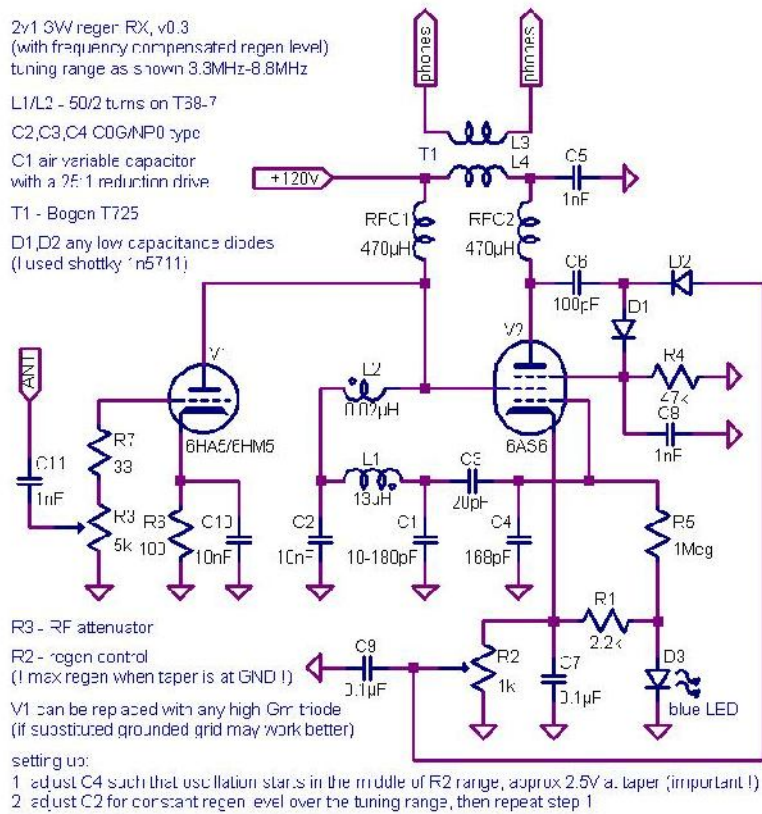 2v1 SW regen RX, v0.3
(with frequency compensated regen level)
tuning range as shown 3.3MHz-8.8MHz
L1/L2 - 50/2 turns on T68-7
C2,C3,C4 C0G/NP0 type
C1 air variable capacitor
with a 25:1 reduction drive
T1 - Bogen T725
D1,D2 any low capacitance diodes
(I used shottky 1n5711)
phones
phones
L3
T1
L4
+120V
C5
1nF
RFC1
470µH
RFC2
470µH
C6
100pF
D2
D1
V2
V1
ANT
L2
0.02µH
R4
47k
6HA5/6HM5
6AS6
C8
1nF
R7
33
C11
1nF
R3
5k
R6
100
C10
10nF
C2
10nF
L1
13uH
C3
20pF
C1
10-180pF
C4
168pF
R5
1Meg
R1
2.2k
R3 - RF attenuator
R2 - regen control
(! max regen when taper is at GND !)
C9
0.1µF
R2
1k
C7
0.1µF
D3
blue LED
V1 can be replaced with any high Gm triode
(if substituted grounded grid may work better)
setting up:
1 adjust C4 such that oscillation starts in the middle of R2 range, approx 2.5V at taper (important !)
2 adjust C2 for constant regen level over the tuning range, then repeat step 1